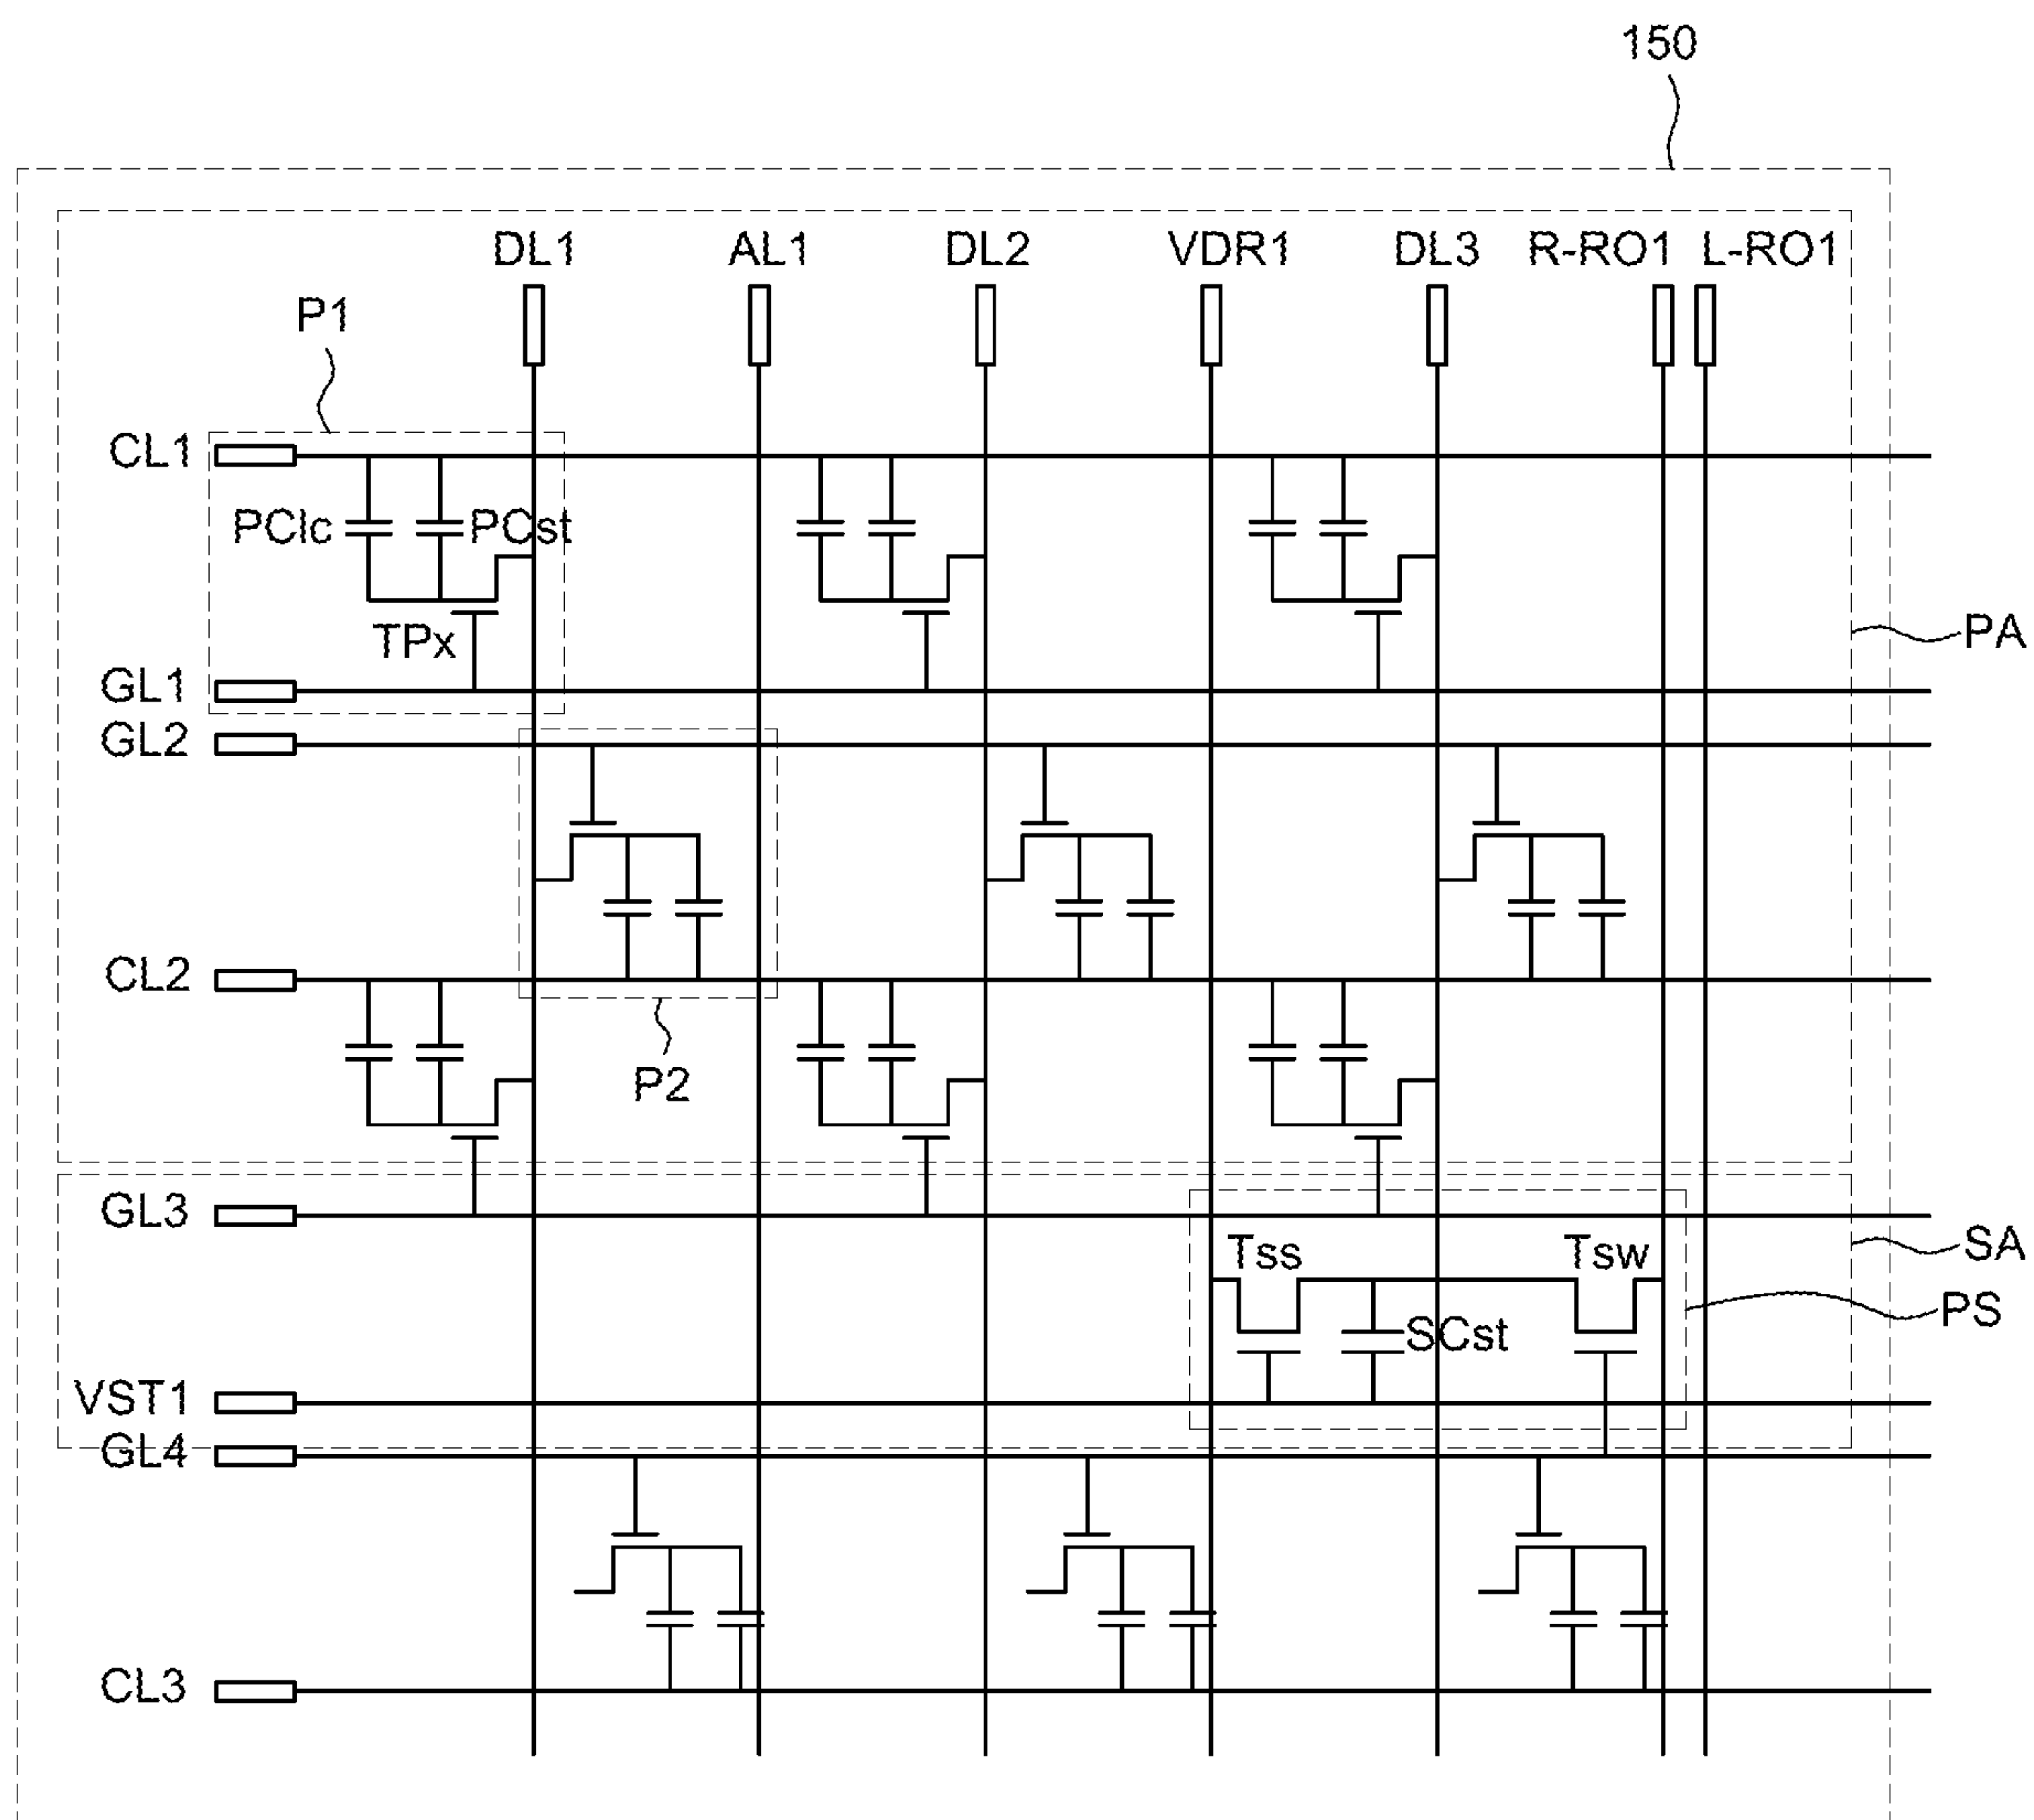 150
DL1 AL1 DL2 VDR1 DL3 R-RO1 L-RO1
P1
CL1
PClc PCst
TPx
PA
GL1
GL2
CL2
P2
GL3
Tss Tsw
SA
SCst
PS
VST1
GL4
CL3